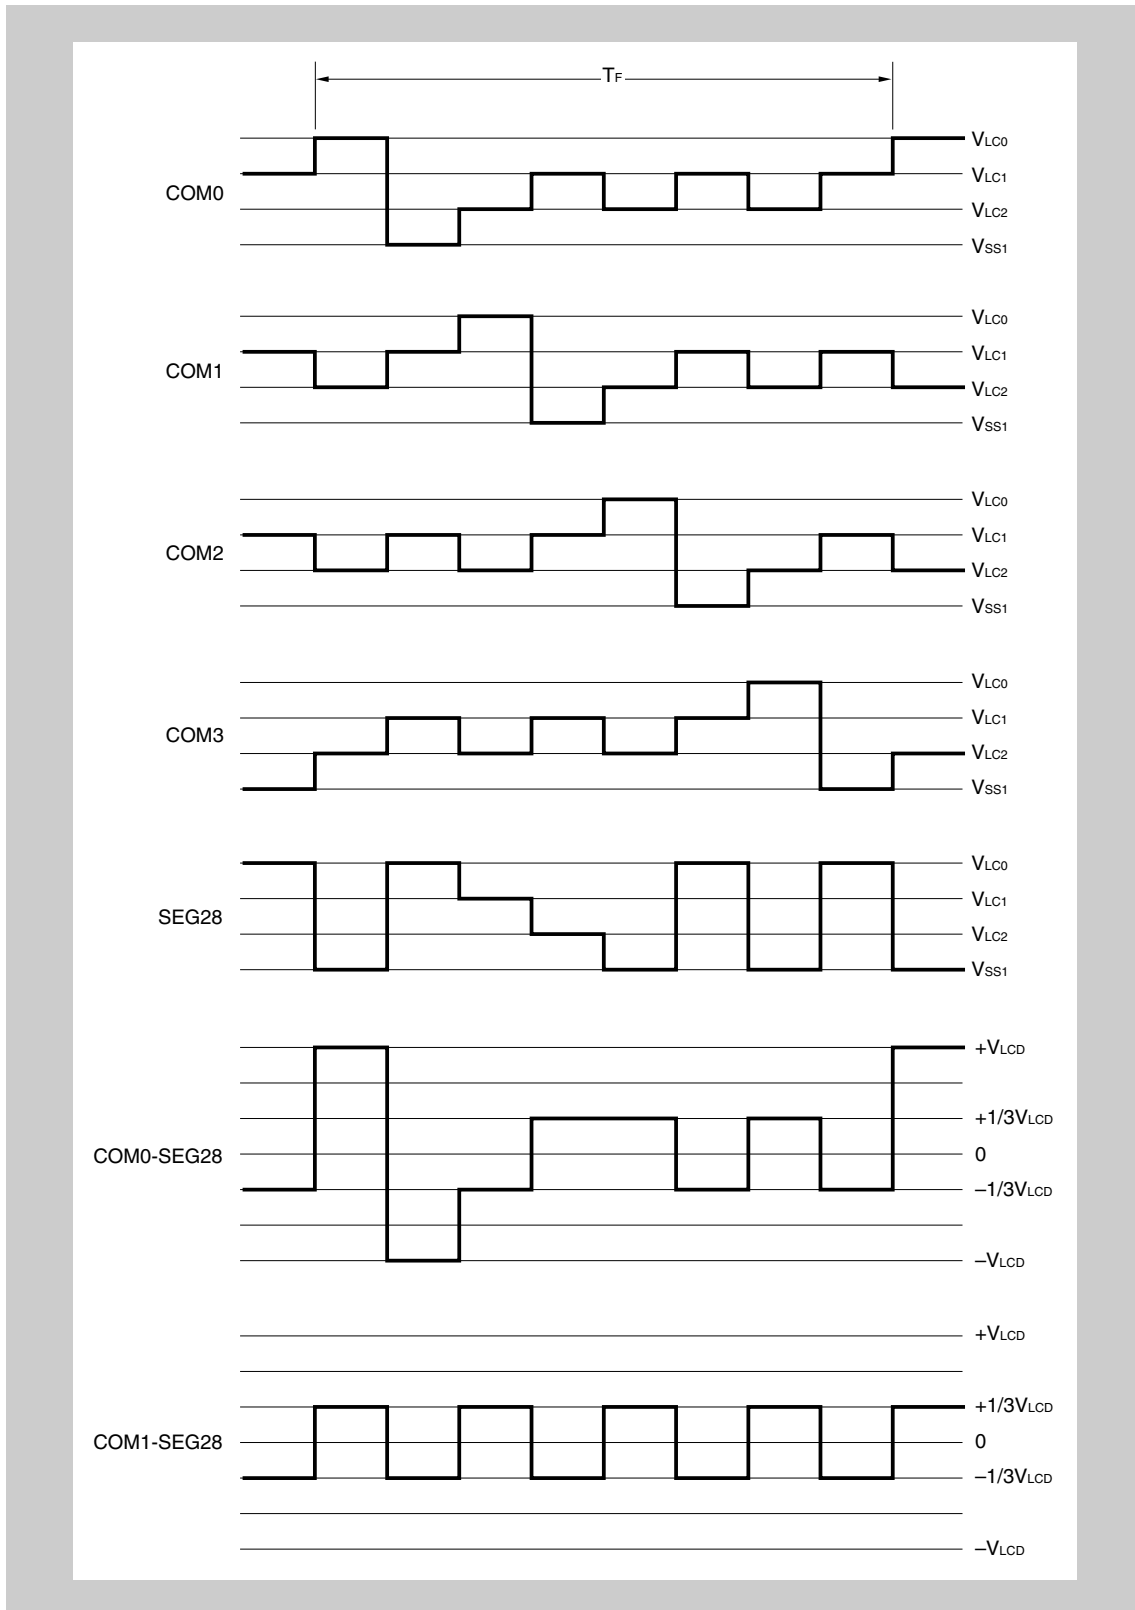 TF
VLC0
VLC1
COM0
VLC2
VSS1
VLC0
VLC1
COM1
VLC2
VSS1
VLC0
VLC1
COM2
VLC2
VSS1
VLC0
VLC1
COM3
VLC2
VSS1
VLC0
VLC1
SEG28
VLC2
VSS1
+VLCD
+1/3VLCD
COM0-SEG28
0
–1/3VLCD
–VLCD
+VLCD
+1/3VLCD
COM1-SEG28
0
–1/3VLCD
–VLCD